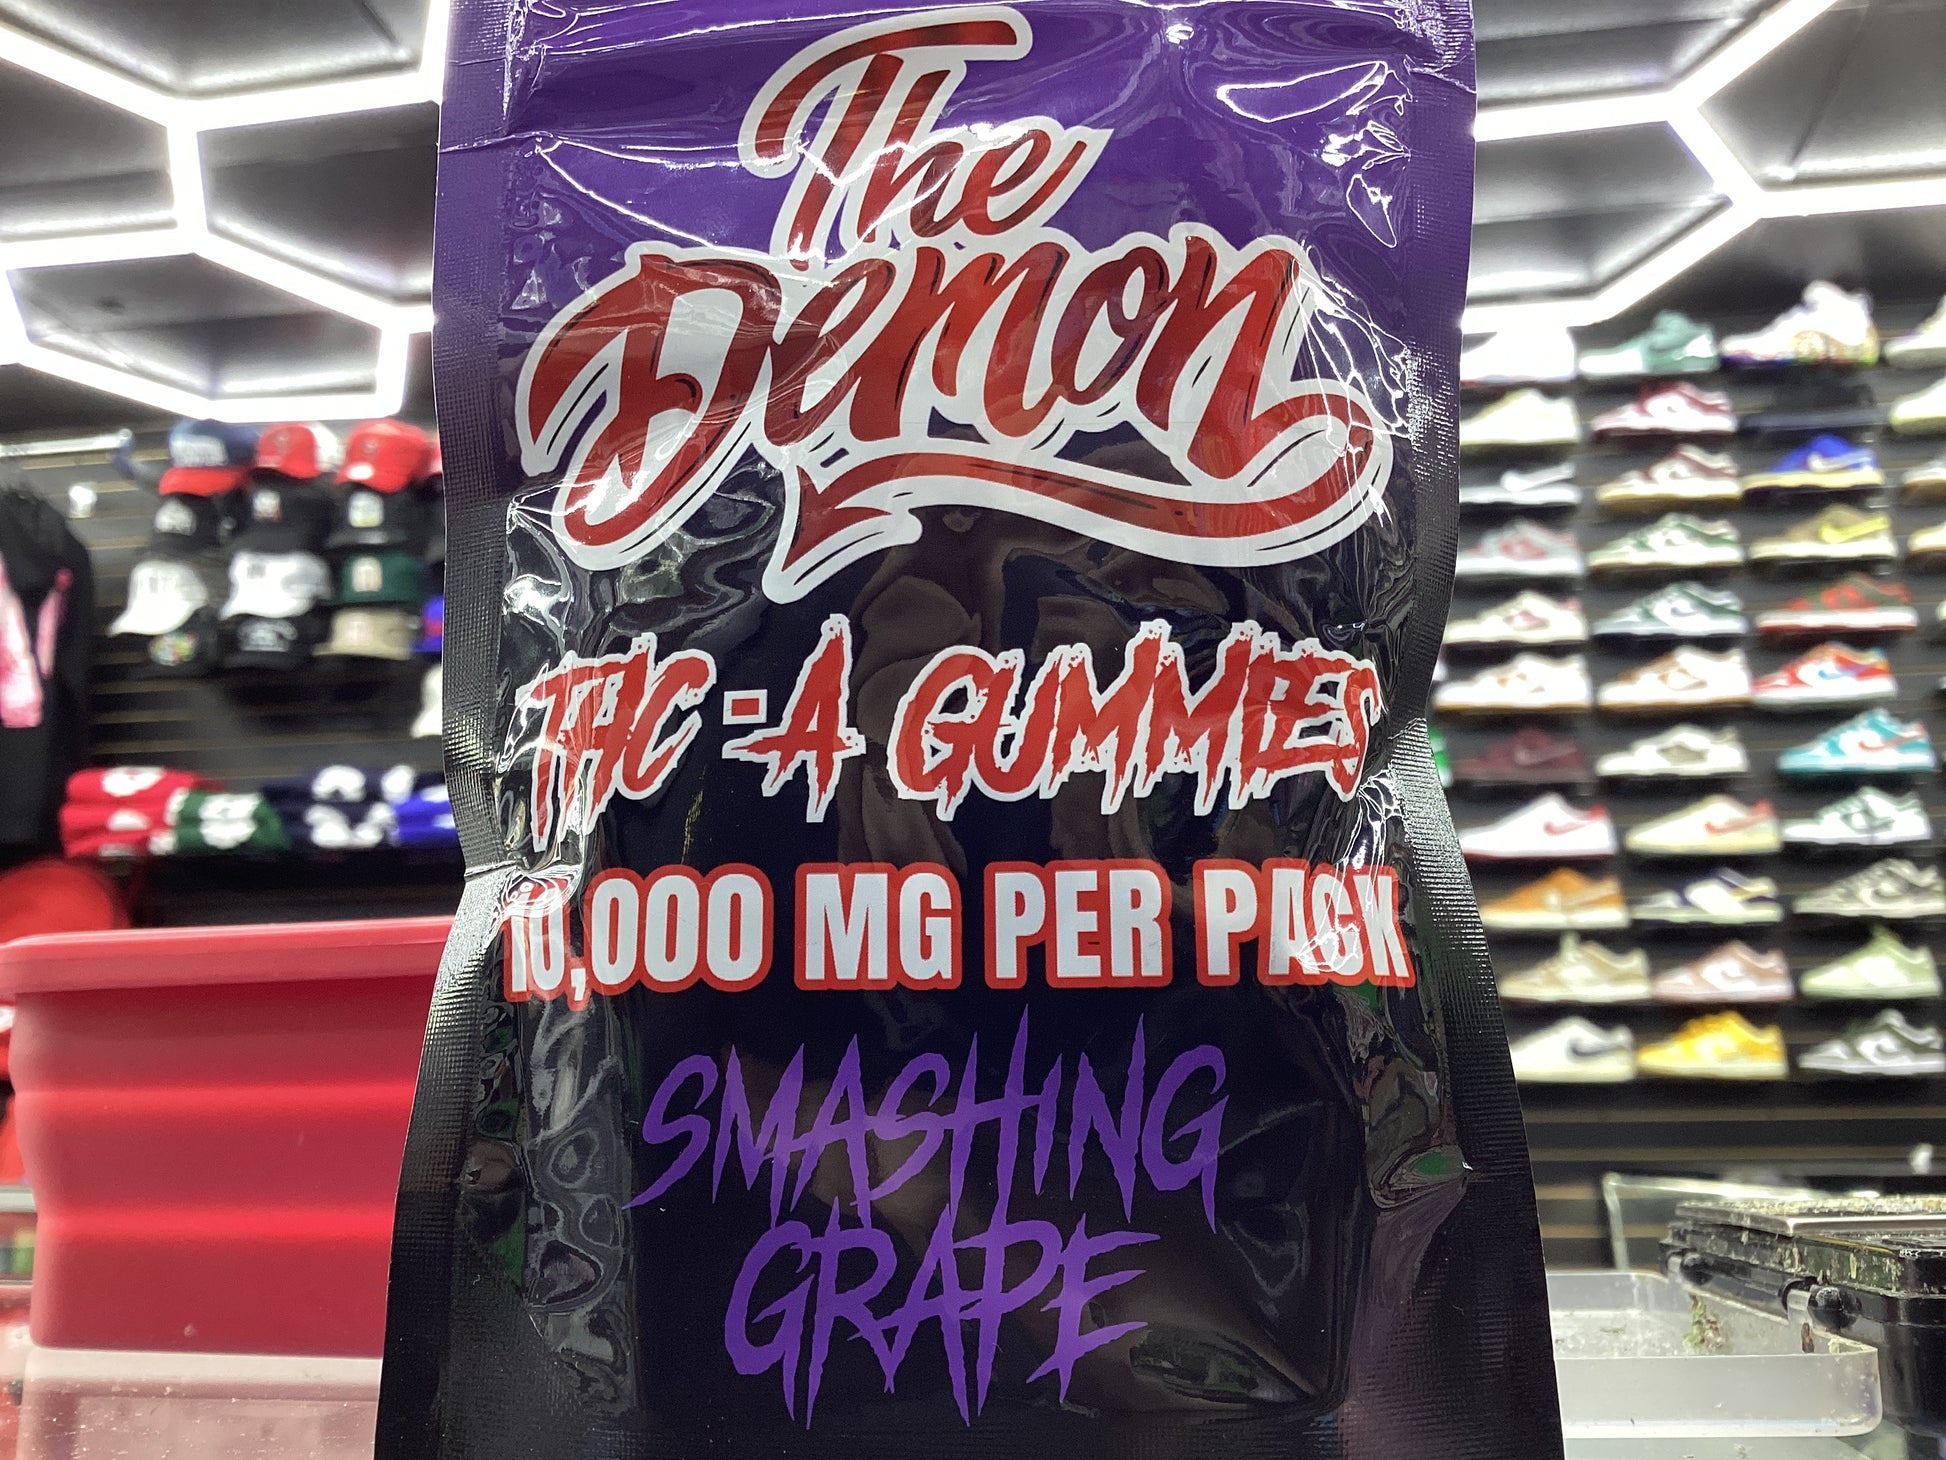 The
Demon
THC-A GUMMIES
10,000 MG PER PACK
SMASHING
GRAPE